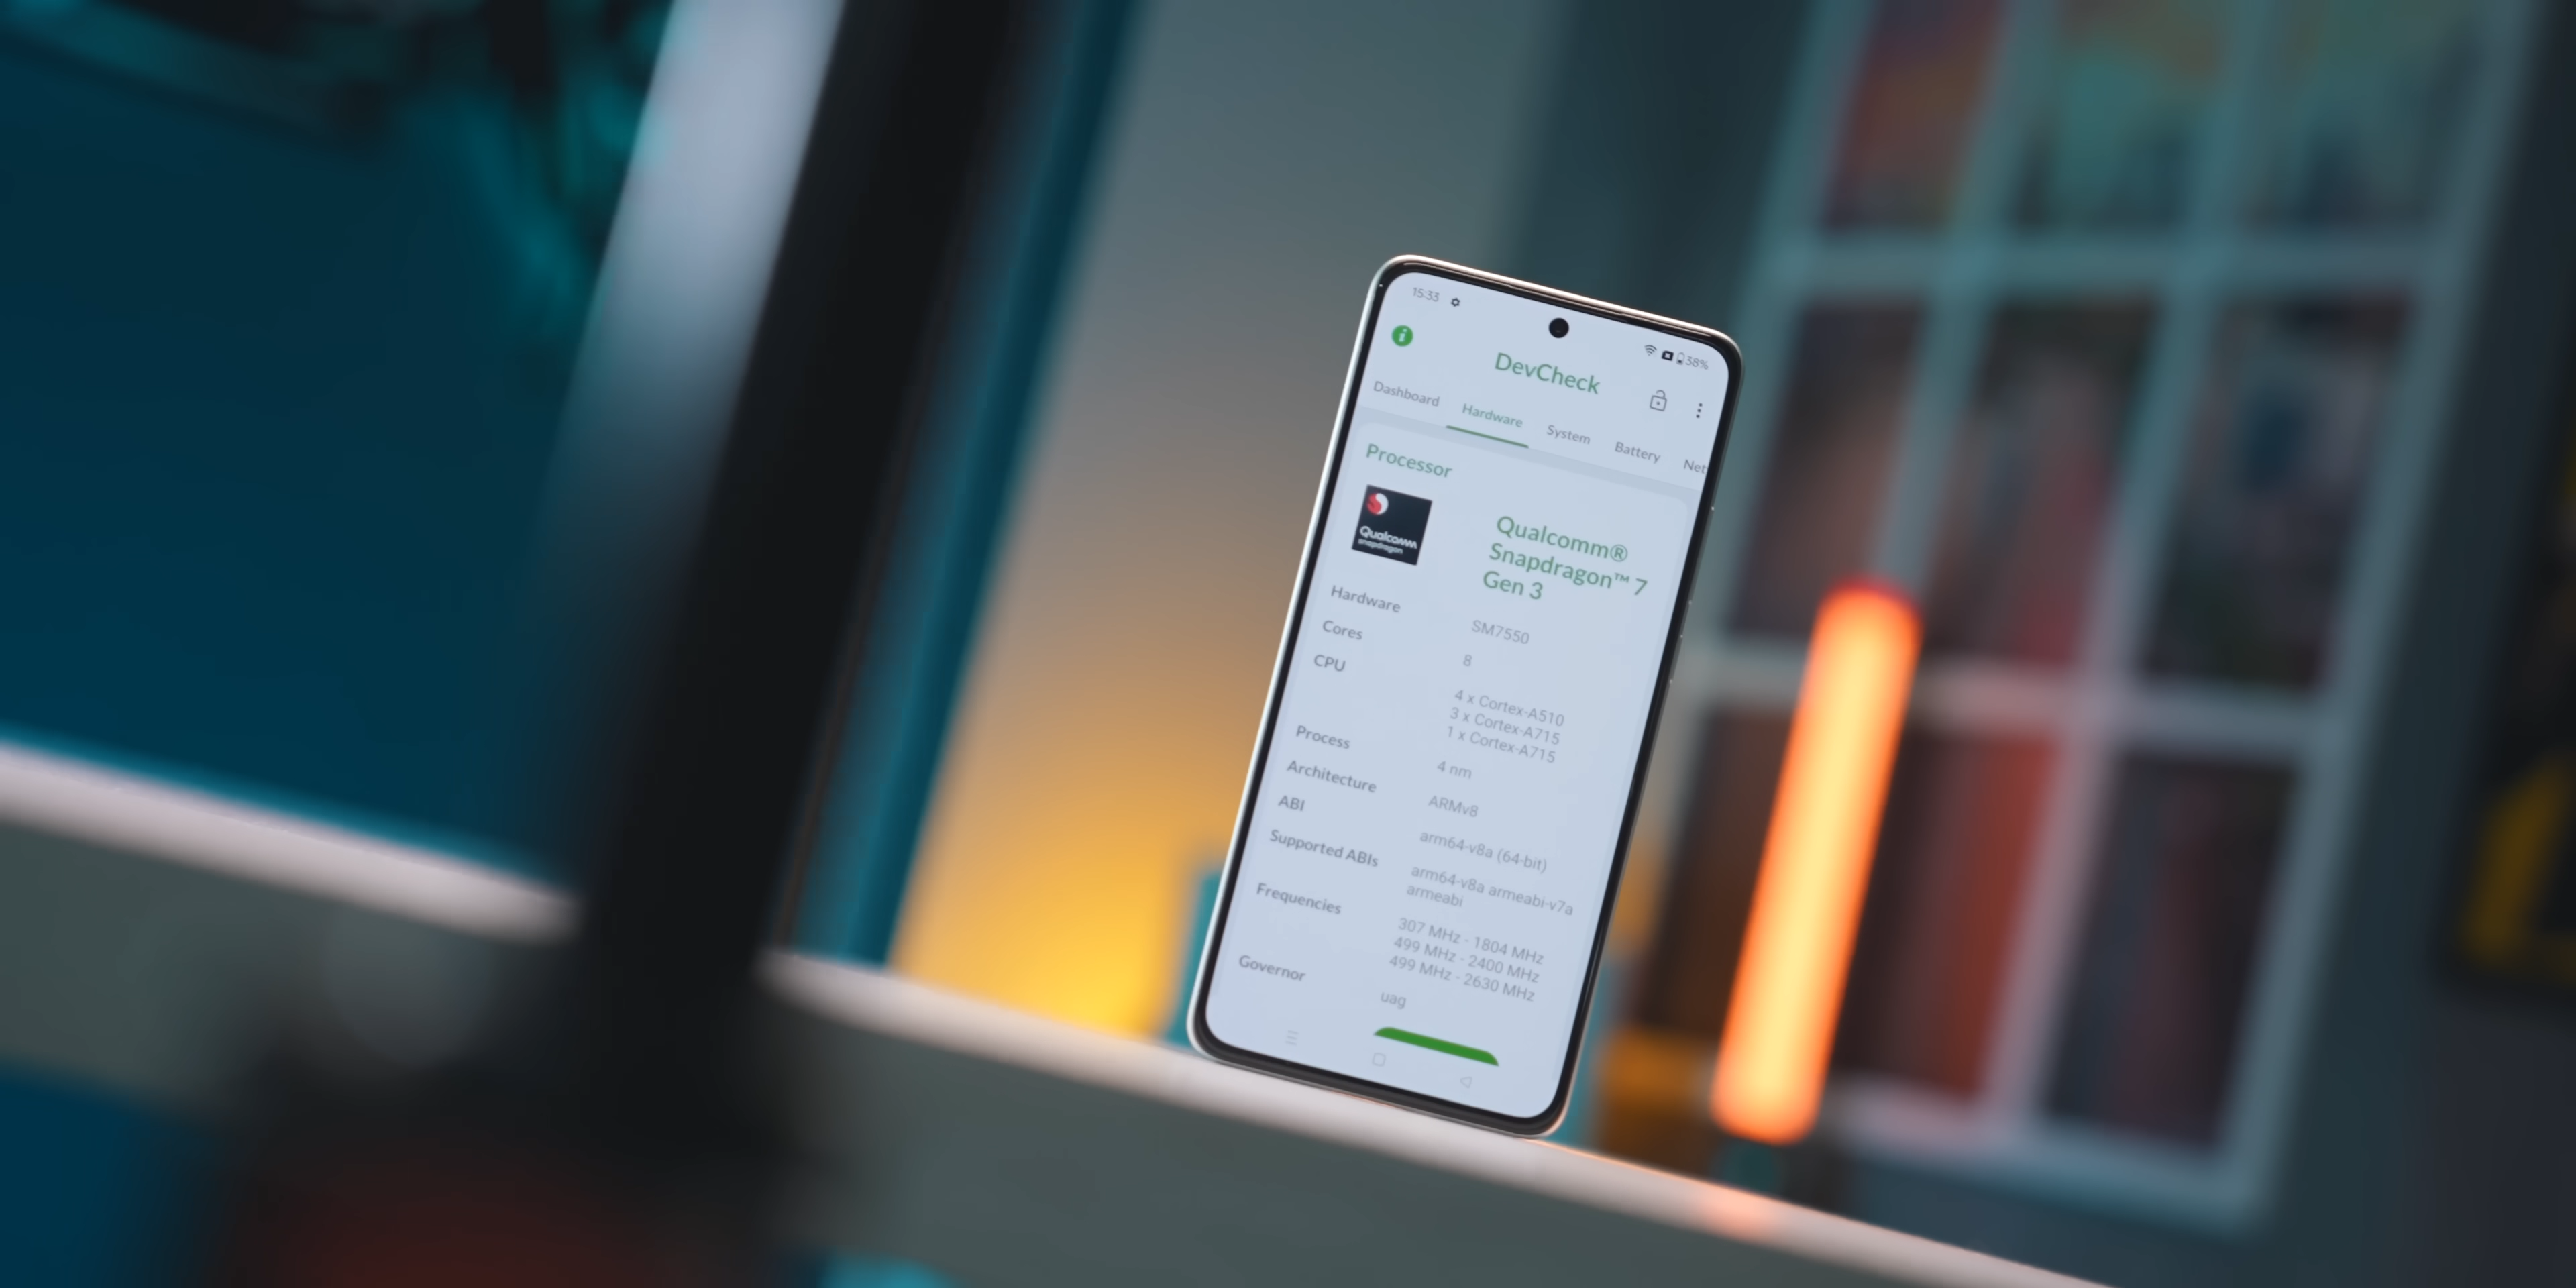 15:33
38%
DevCheck
Dashboard Hardware System Battery Net
Processor
Qualcomm
snapdragon
Qualcomm®
Snapdragon™ 7
Gen 3
Hardware SM7550
Cores 8
CPU 4 x Cortex-A510
3 x Cortex-A715
1 x Cortex-A715
Process 4 nm
Architecture ARMv8
ABI arm64-v8a (64-bit)
Supported ABIs arm64-v8a armeabi-v7a
armeabi
Frequencies 307 MHz - 1804 MHz
499 MHz - 2400 MHz
499 MHz - 2630 MHz
Governor uag